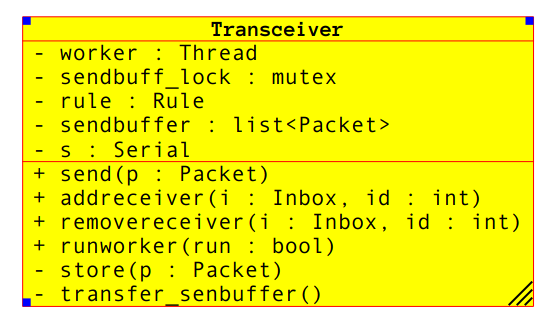 Transceiver
- worker : Thread
- sendbuff_lock : mutex
- rule : Rule
- sendbuffer : list<Packet>
- s : Serial
+ send(p : Packet)
+ addreceiver(i : Inbox, id : int)
+ removereceiver(i : Inbox, id : int)
+ runworker(run : bool)
- store(p : Packet)
- transfer_senbuffer()